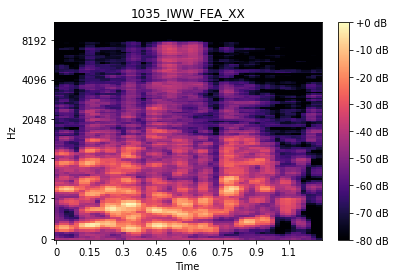 1035_IWW_FEA_XX
8192
4096
2048
1024
512
0
Hz
0 0.15 0.3 0.45 0.6 0.75 0.9 1.1
Time
+0 dB
-10 dB
-20 dB
-30 dB
-40 dB
-50 dB
-60 dB
-70 dB
-80 dB